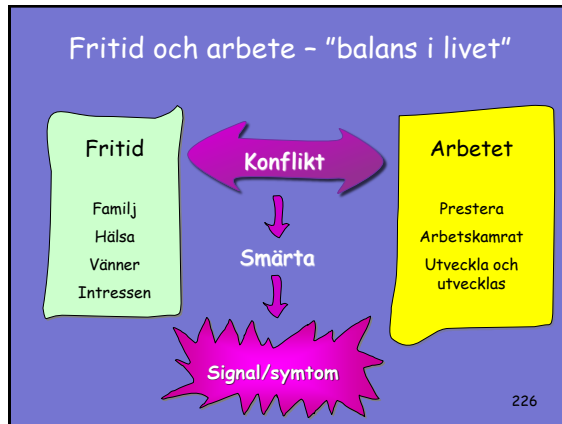 Fritid och arbete – ”balans i livet”
Fritid
Familj
Hälsa
Vänner
Intressen
Konflikt
Smärta
Signal/symtom
Arbetet
Prestera
Arbetskamrat
Utveckla och
utvecklas
226